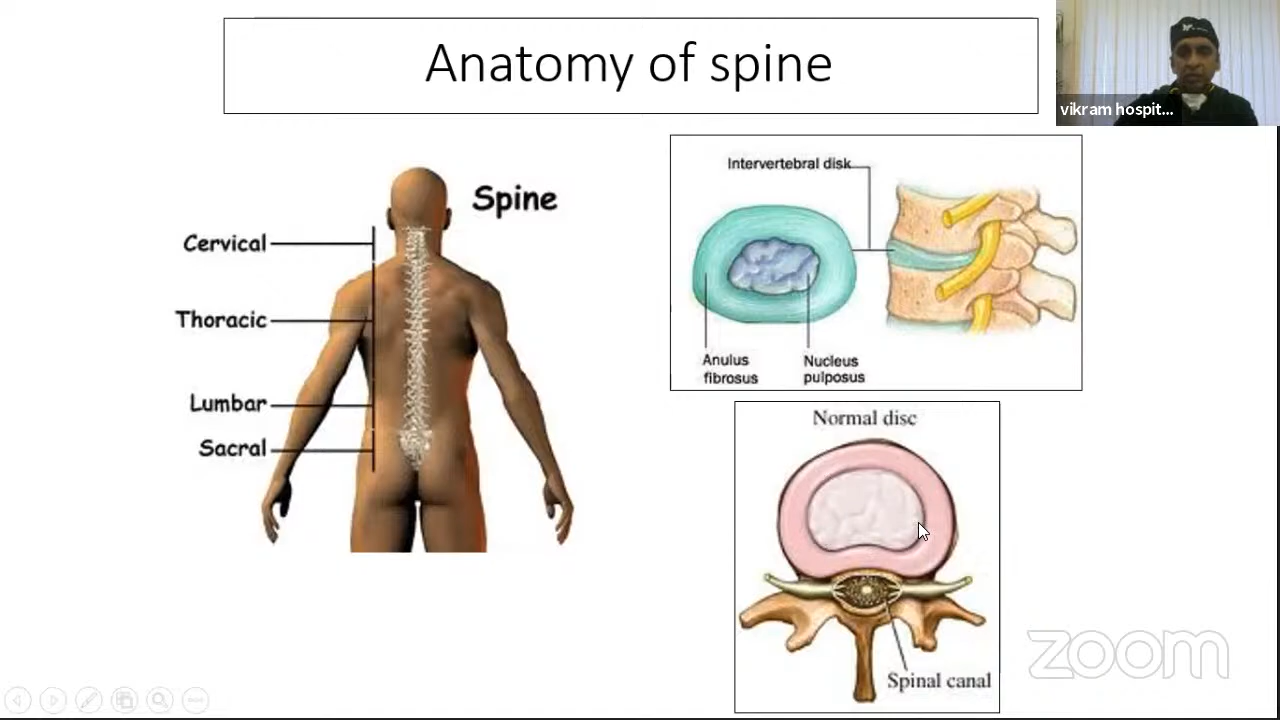 Anatomy of spine
vikram hospit...
Spine
Cervical
Thoracic
Lumbar
Sacral
Intervertebral disk
Anulus
fibrosus
Nucleus
pulposus
Normal disc
Spinal canal
zoom